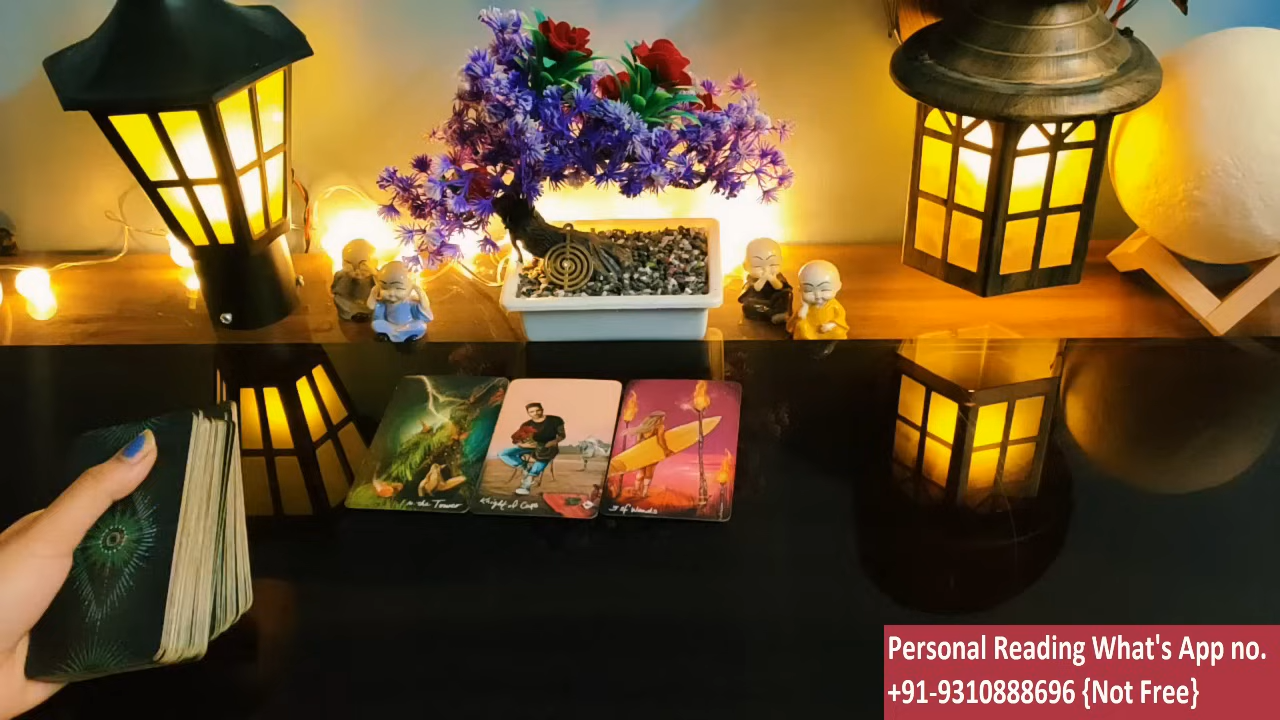 the Tower
Knight of Cups
3 of Wands
Personal Reading What's App no.
+91-9310888696 {Not Free}